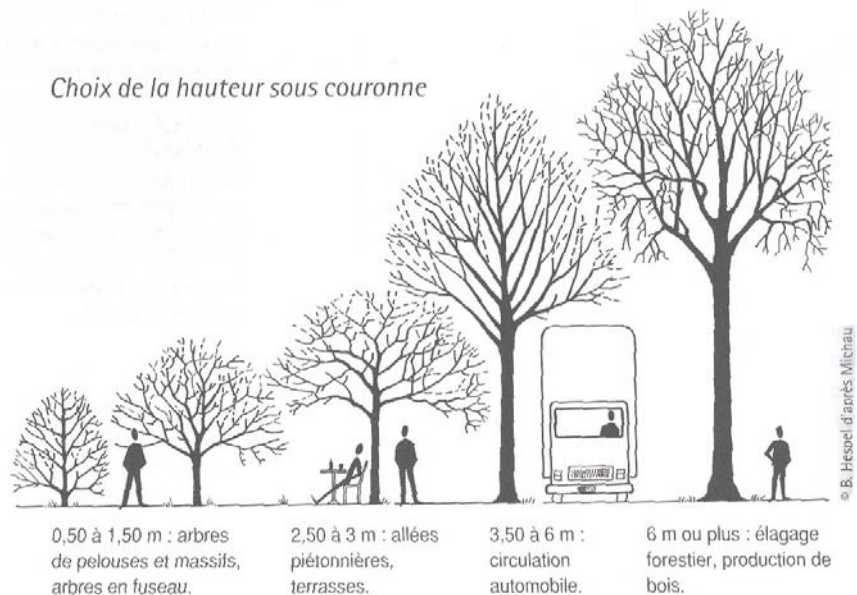 Choix de la hauteur sous couronne
0,50 à 1,50 m : arbres
de pelouses et massifs,
arbres en fuseau.
2,50 à 3 m : allées
piétonnières,
terrasses.
3,50 à 6 m :
circulation
automobile.
6 m ou plus : élagage
forestier, production de
bois.
© B. Hesoel d'après Michau